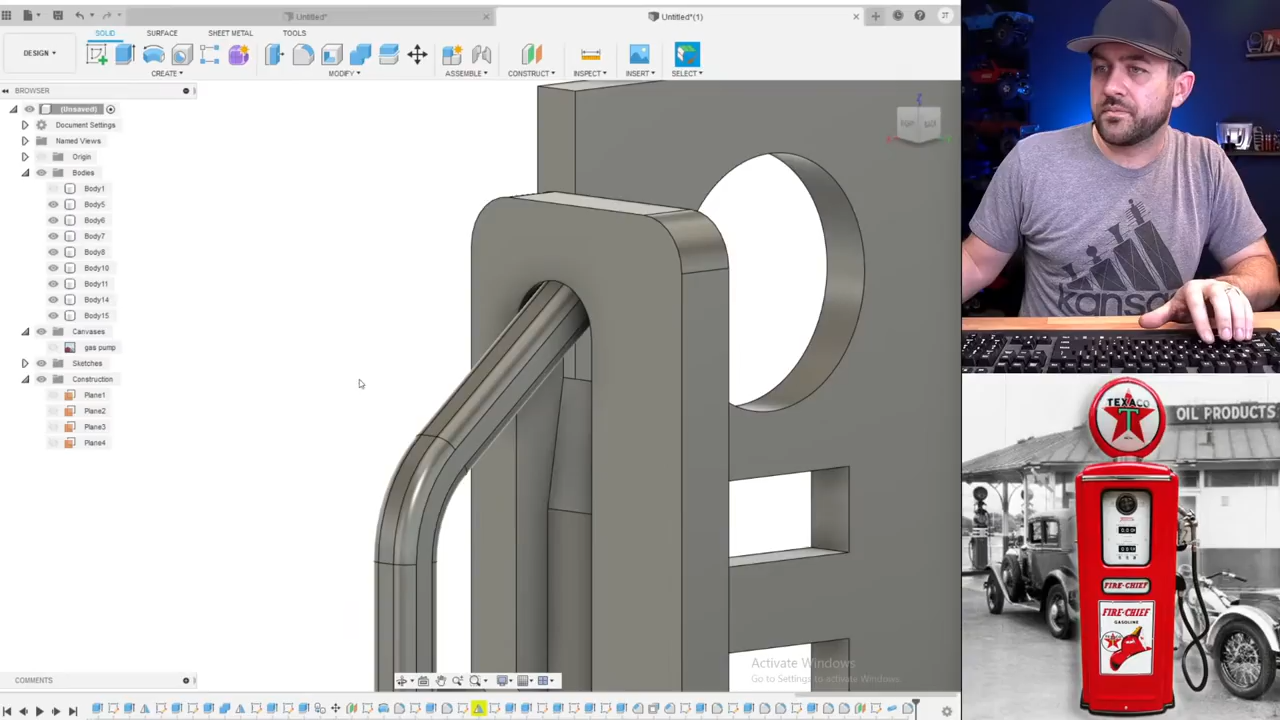 Untitled*
Untitled*(1)
JT
DESIGN
SOLID
SURFACE
SHEET METAL
TOOLS
CREATE
MODIFY
ASSEMBLE
CONSTRUCT
INSPECT
INSERT
SELECT
BROWSER
(Unsaved)
Document Settings
Named Views
Origin
Bodies
Body1
Body5
Body6
Body7
Body8
Body10
Body11
Body14
Body15
Canvases
gas pump
Sketches
Construction
Plane1
Plane2
Plane3
Plane4
COMMENTS
Activate Windows
Go to Settings to activate Windows.
kansas
TEXACO
T
OIL PRODUCTS
FIRE-CHIEF
FIRE-CHIEF
GASOLINE